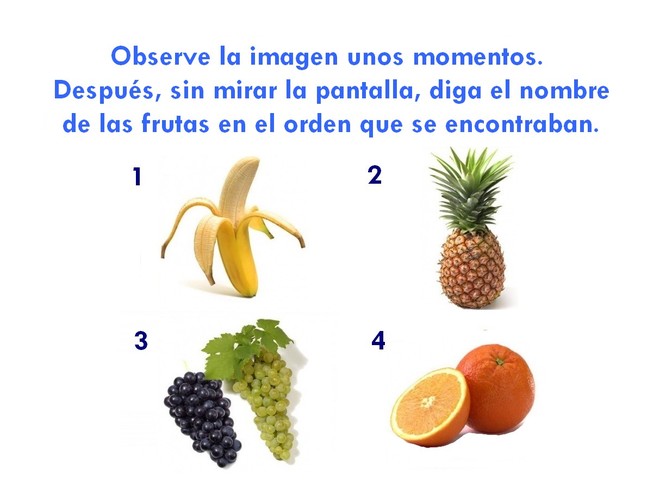 Observe la imagen unos momentos.
Después, sin mirar la pantalla, diga el nombre
de las frutas en el orden que se encontraban.
1
2
3
4